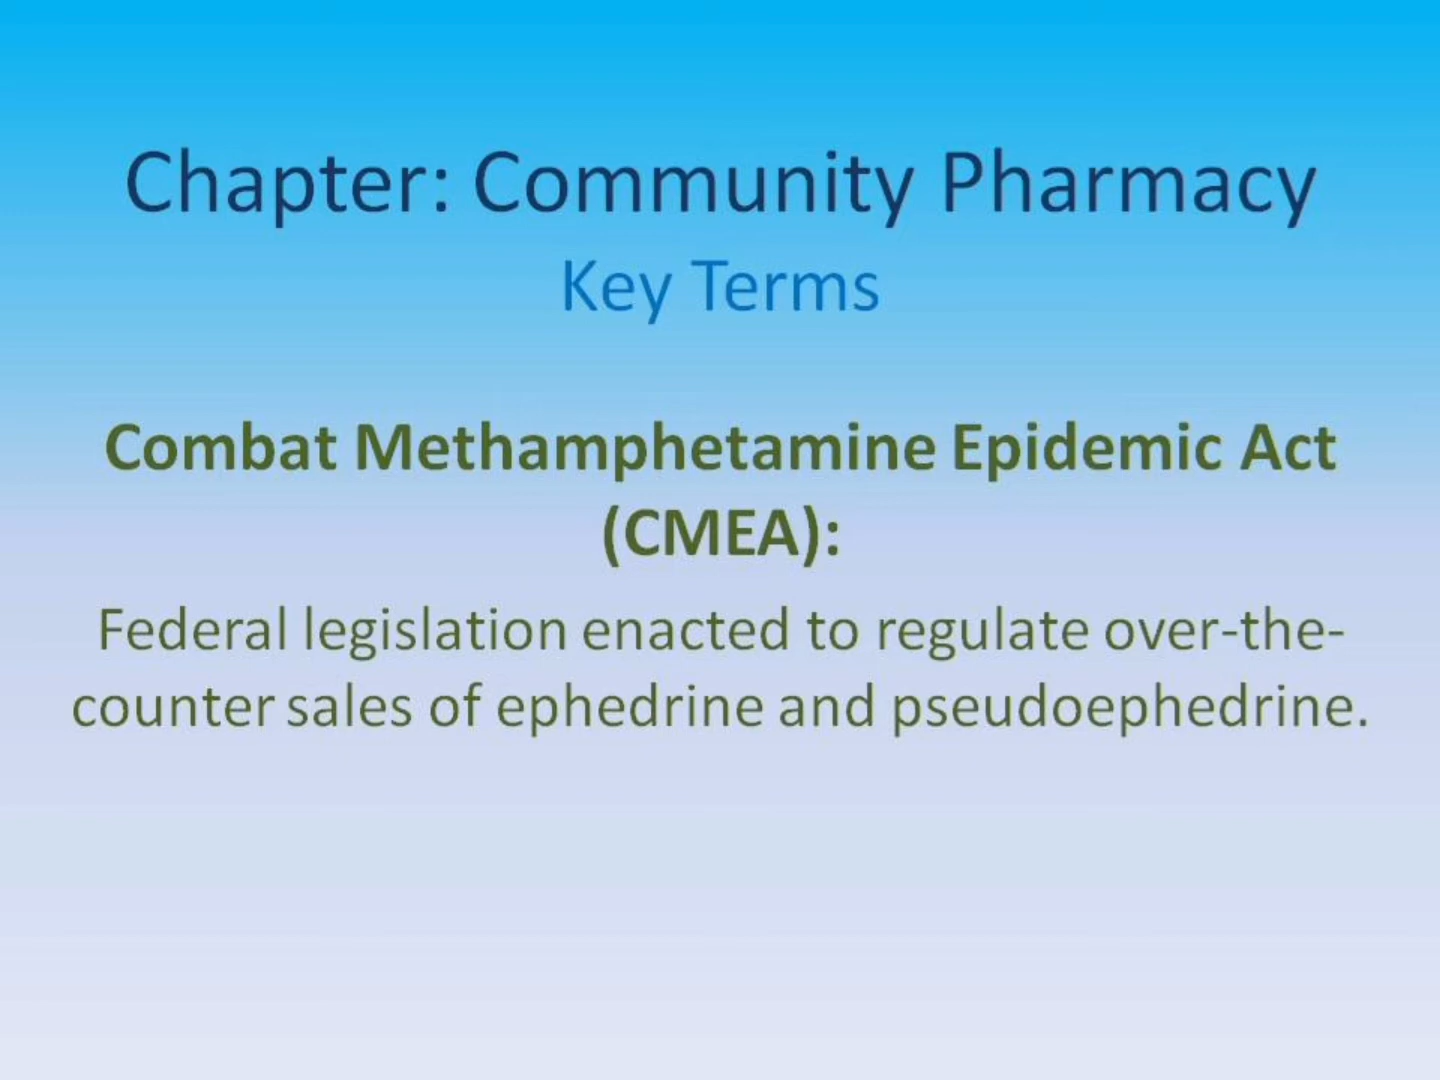 Chapter: Community Pharmacy
Key Terms
Combat Methamphetamine Epidemic Act
(CMEA):
Federal legislation enacted to regulate over-the-
counter sales of ephedrine and pseudoephedrine.